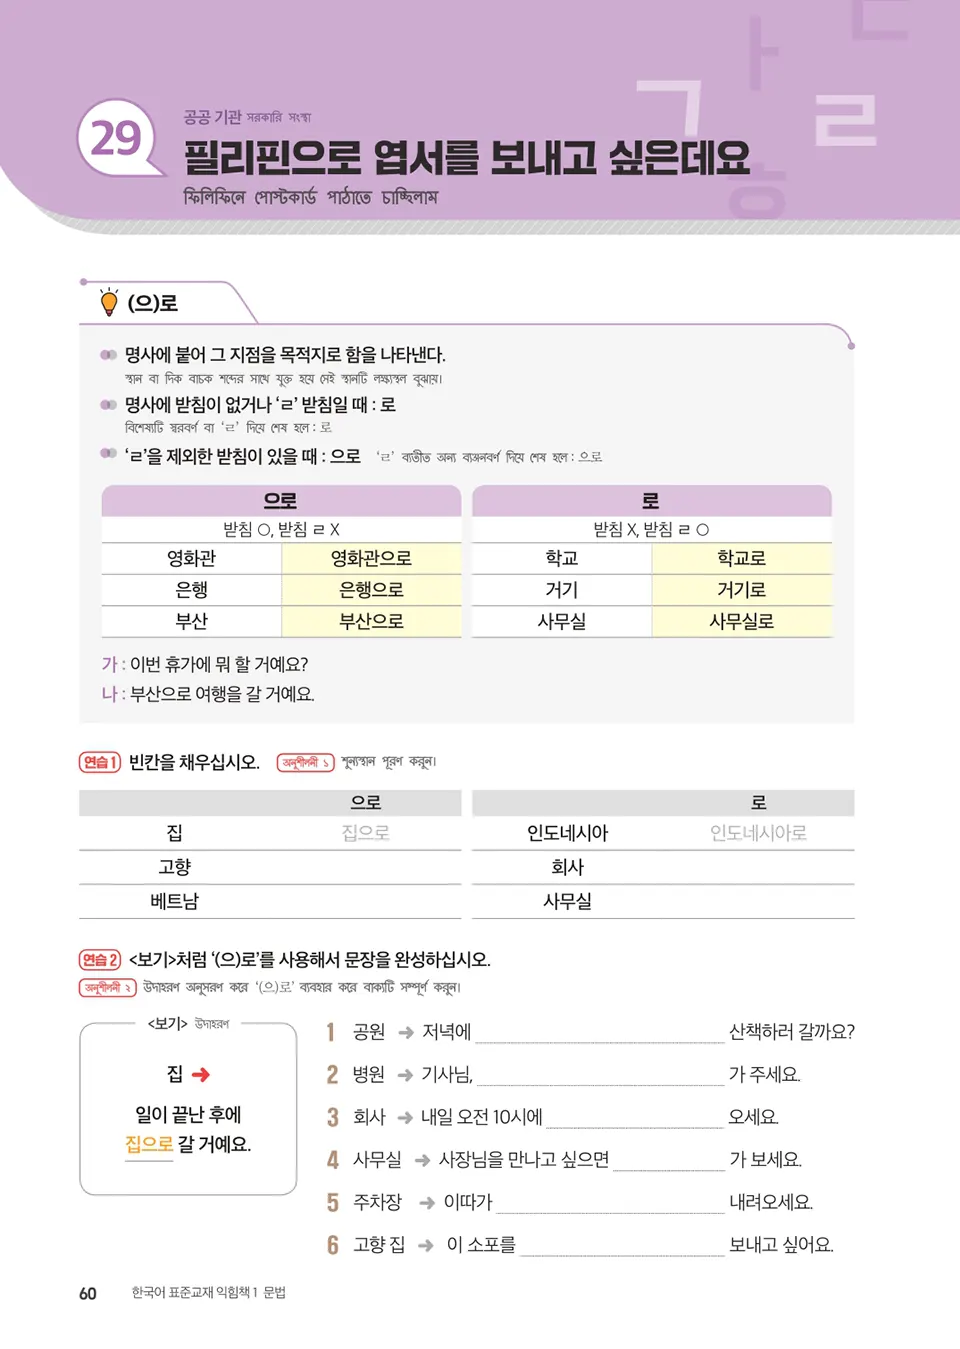 29
공공 기관 সরকারি সংস্থা
필리핀으로 엽서를 보내고 싶은데요
ফিলিফিনে পোস্টকার্ড পাঠাতে চাচ্ছিলাম
(으)로
명사에 붙어 그 지점을 목적지로 함을 나타낸다.
স্থান বা দিক বাচক শব্দের সাথে যুক্ত হয়ে সেই স্থানটি লক্ষ্যস্থল বুঝায়।
명사에 받침이 없거나 ‘ㄹ’ 받침일 때 : 로
বিশেষ্যটি স্বরবর্ণ বা ‘ㄹ’ দিয়ে শেষ হলে : 로
‘ㄹ’을 제외한 받침이 있을 때 : 으로 ‘ㄹ’ ব্যতীত অন্য ব্যঞ্জনবর্ণ দিয়ে শেষ হলে : 으로
으로 로
받침 ○, 받침 ㄹ X 받침 X, 받침 ㄹ ○
영화관 영화관으로 학교 학교로
은행 은행으로 거기 거기로
부산 부산으로 사무실 사무실로
가 : 이번 휴가에 뭐 할 거예요?
나 : 부산으로 여행을 갈 거예요.
연습 1 빈칸을 채우십시오. অনুশীলনী ১ শূন্যস্থান পূরণ করুন।
으로 로
집 집으로 인도네시아 인도네시아로
고향 회사
베트남 사무실
연습 2 <보기>처럼 ‘(으)로’를 사용해서 문장을 완성하십시오.
অনুশীলনী ২ উদাহরণ অনুসরণ করে ‘(으)로’ ব্যবহার করে বাক্যটি সম্পূর্ণ করুন।
<보기> উদাহরণ
집 ➜
일이 끝난 후에
집으로 갈 거예요.
1 공원 ➜ 저녁에 산책하러 갈까요?
2 병원 ➜ 기사님, 가 주세요.
3 회사 ➜ 내일 오전 10시에 오세요.
4 사무실 ➜ 사장님을 만나고 싶으면 가 보세요.
5 주차장 ➜ 이따가 내려오세요.
6 고향 집 ➜ 이 소포를 보내고 싶어요.
60 한국어 표준교재 익힘책 1 문법